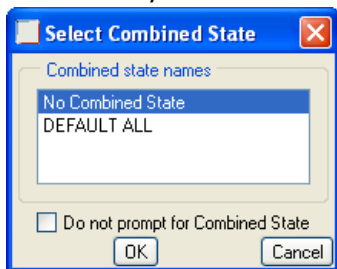 Select Combined State
Combined state names
No Combined State
DEFAULT ALL
Do not prompt for Combined State
OK Cancel